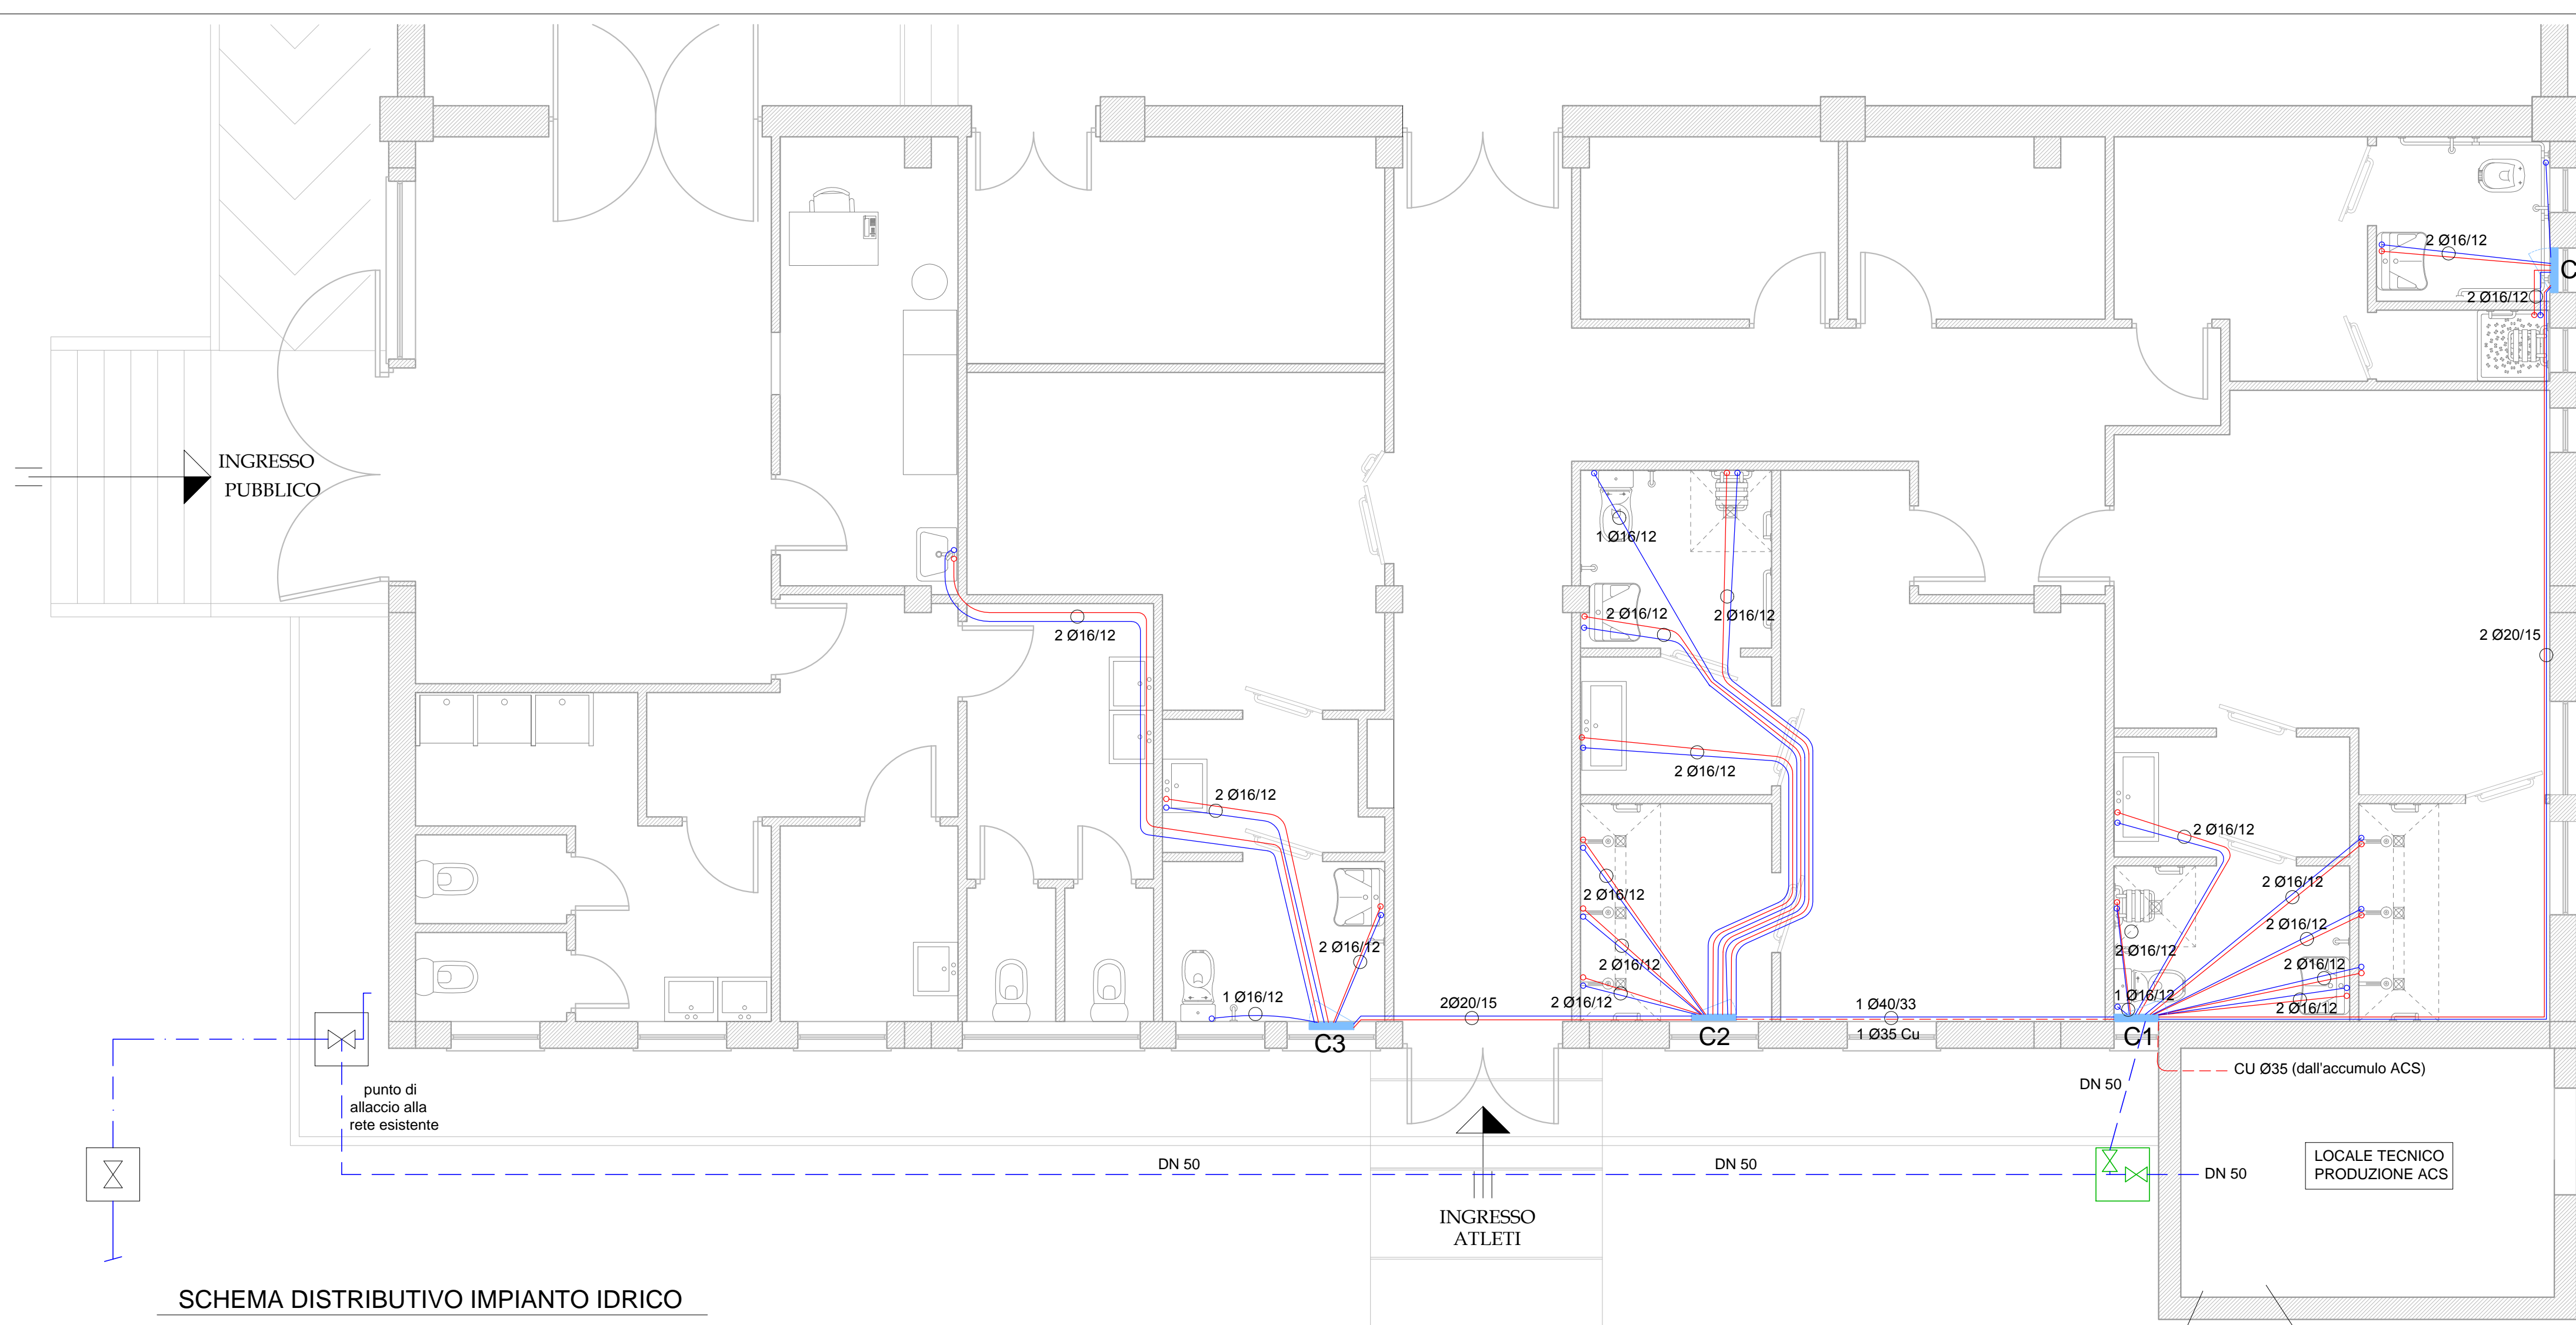 2 Ø16/12
C
2 Ø16/12
INGRESSO
PUBBLICO
1 Ø16/12
2 Ø16/12
2 Ø16/12
2 Ø16/12
2 Ø20/15
2 Ø16/12
2 Ø16/12
2 Ø16/12
2 Ø16/12
2 Ø16/12
2 Ø16/12
2 Ø16/12
2 Ø16/12
2 Ø16/12
2 Ø16/12
2 Ø16/12
1 Ø16/12
2Ø20/15
2 Ø16/12
1 Ø40/33
1 Ø16/12
2 Ø16/12
C3
C2
1 Ø35 Cu
C1
CU Ø35 (dall'accumulo ACS)
DN 50
punto di
allaccio alla
rete esistente
DN 50
DN 50
DN 50
LOCALE TECNICO
PRODUZIONE ACS
INGRESSO
ATLETI
SCHEMA DISTRIBUTIVO IMPIANTO IDRICO